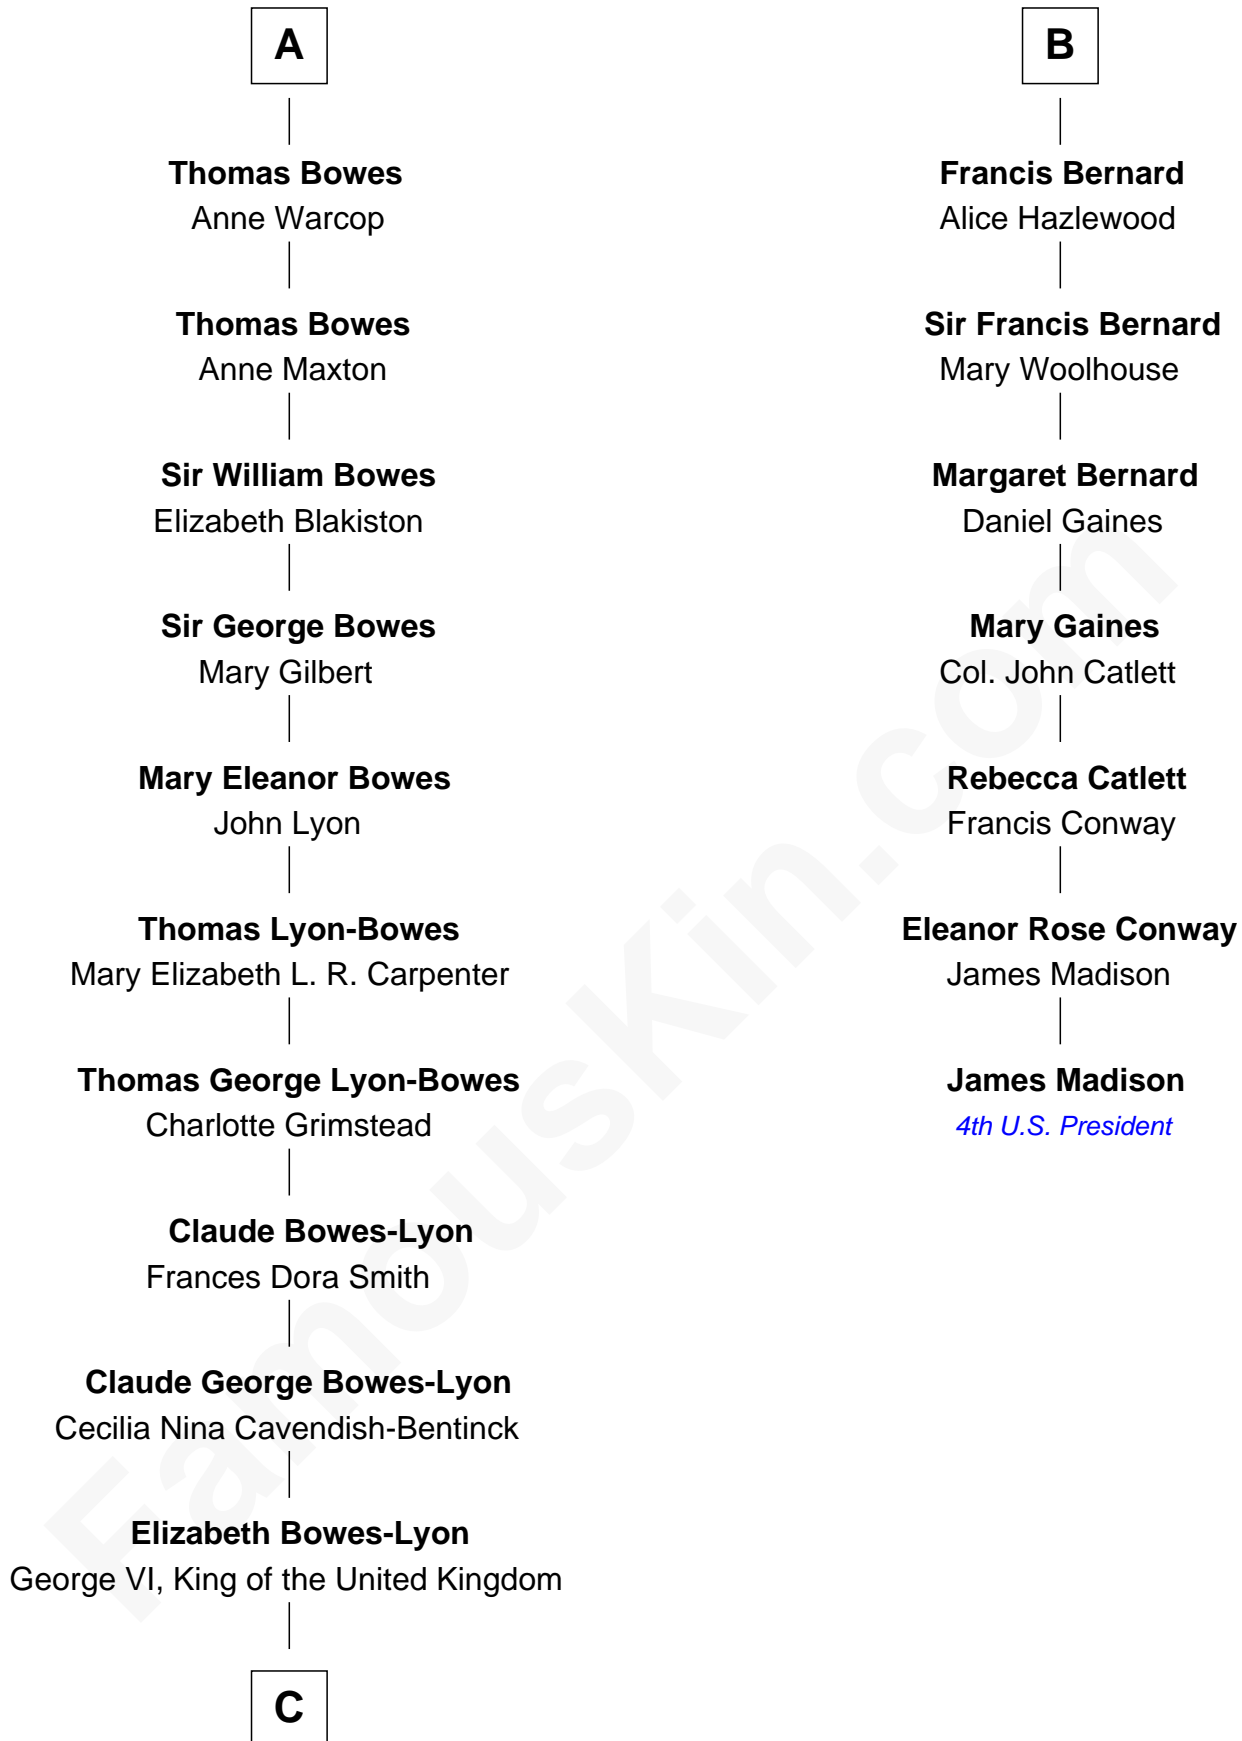 A
Thomas Bowes
Anne Warcop
Thomas Bowes
Anne Maxton
Sir William Bowes
Elizabeth Blakiston
Sir George Bowes
Mary Gilbert
Mary Eleanor Bowes
John Lyon
Thomas Lyon-Bowes
Mary Elizabeth L. R. Carpenter
Thomas George Lyon-Bowes
Charlotte Grimstead
Claude Bowes-Lyon
Frances Dora Smith
Claude George Bowes-Lyon
Cecilia Nina Cavendish-Bentinck
Elizabeth Bowes-Lyon
George VI, King of the United Kingdom
C
B
Francis Bernard
Alice Hazlewood
Sir Francis Bernard
Mary Woolhouse
Margaret Bernard
Daniel Gaines
Mary Gaines
Col. John Catlett
Rebecca Catlett
Francis Conway
Eleanor Rose Conway
James Madison
James Madison
4th U.S. President
FamousKin.com